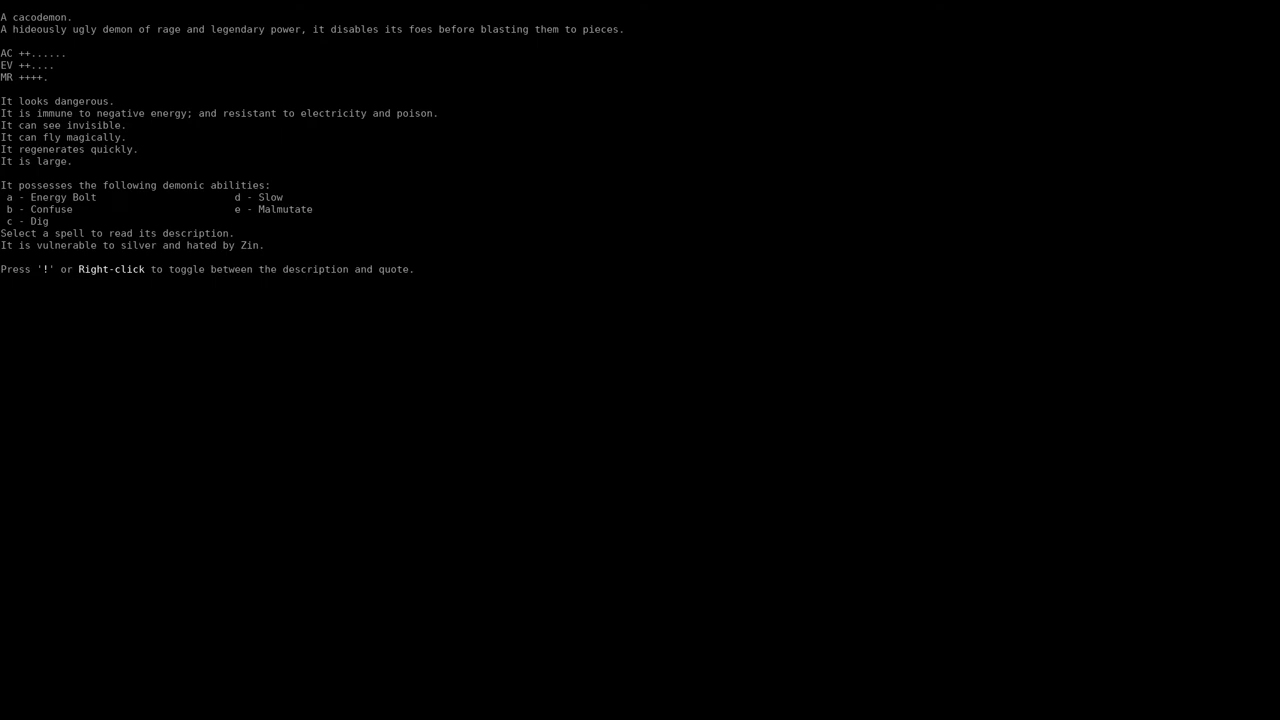 A cacodemon.
A hideously ugly demon of rage and legendary power, it disables its foes before blasting them to pieces.
AC ++......
EV ++....
MR ++++.
It looks dangerous.
It is immune to negative energy; and resistant to electricity and poison.
It can see invisible.
It can fly magically.
It regenerates quickly.
It is large.
It possesses the following demonic abilities:
a - Energy Bolt d - Slow
b - Confuse e - Malmutate
c - Dig
Select a spell to read its description.
It is vulnerable to silver and hated by Zin.
Press '!' or Right-click to toggle between the description and quote.